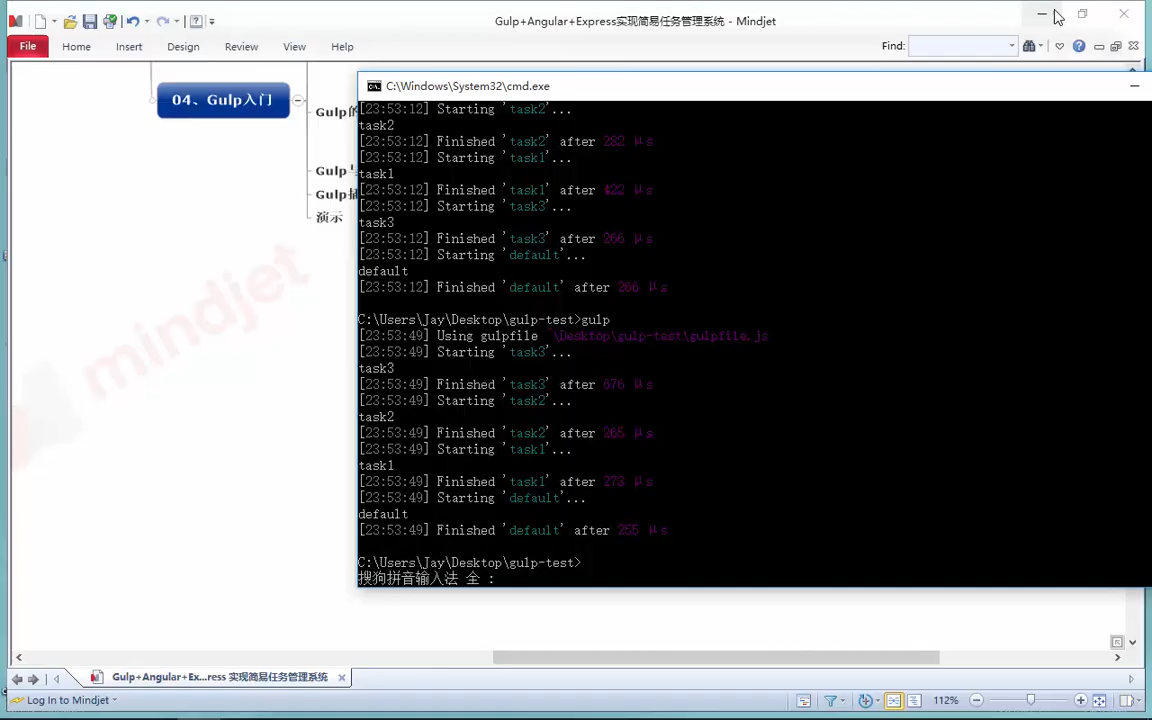 Gulp+Angular+Express实现简易任务管理系统 - Mindjet
File Home Insert Design Review View Help Find:
04、Gulp入门
Gulp
Gulp
Gulp
演示
mindjet
C:\Windows\System32\cmd.exe
[23:53:12] Starting 'task2'...
task2
[23:53:12] Finished 'task2' after 282 μs
[23:53:12] Starting 'task1'...
task1
[23:53:12] Finished 'task1' after 422 μs
[23:53:12] Starting 'task3'...
task3
[23:53:12] Finished 'task3' after 266 μs
[23:53:12] Starting 'default'...
default
[23:53:12] Finished 'default' after 266 μs
C:\Users\Jay\Desktop\gulp-test>gulp
[23:53:49] Using gulpfile ~\Desktop\gulp-test\gulpfile.js
[23:53:49] Starting 'task3'...
task3
[23:53:49] Finished 'task3' after 676 μs
[23:53:49] Starting 'task2'...
task2
[23:53:49] Finished 'task2' after 265 μs
[23:53:49] Starting 'task1'...
task1
[23:53:49] Finished 'task1' after 273 μs
[23:53:49] Starting 'default'...
default
[23:53:49] Finished 'default' after 255 μs
C:\Users\Jay\Desktop\gulp-test>
搜狗拼音输入法 全 :
Gulp+Angular+Ex...ress 实现简易任务管理系统
Log In to Mindjet 112%